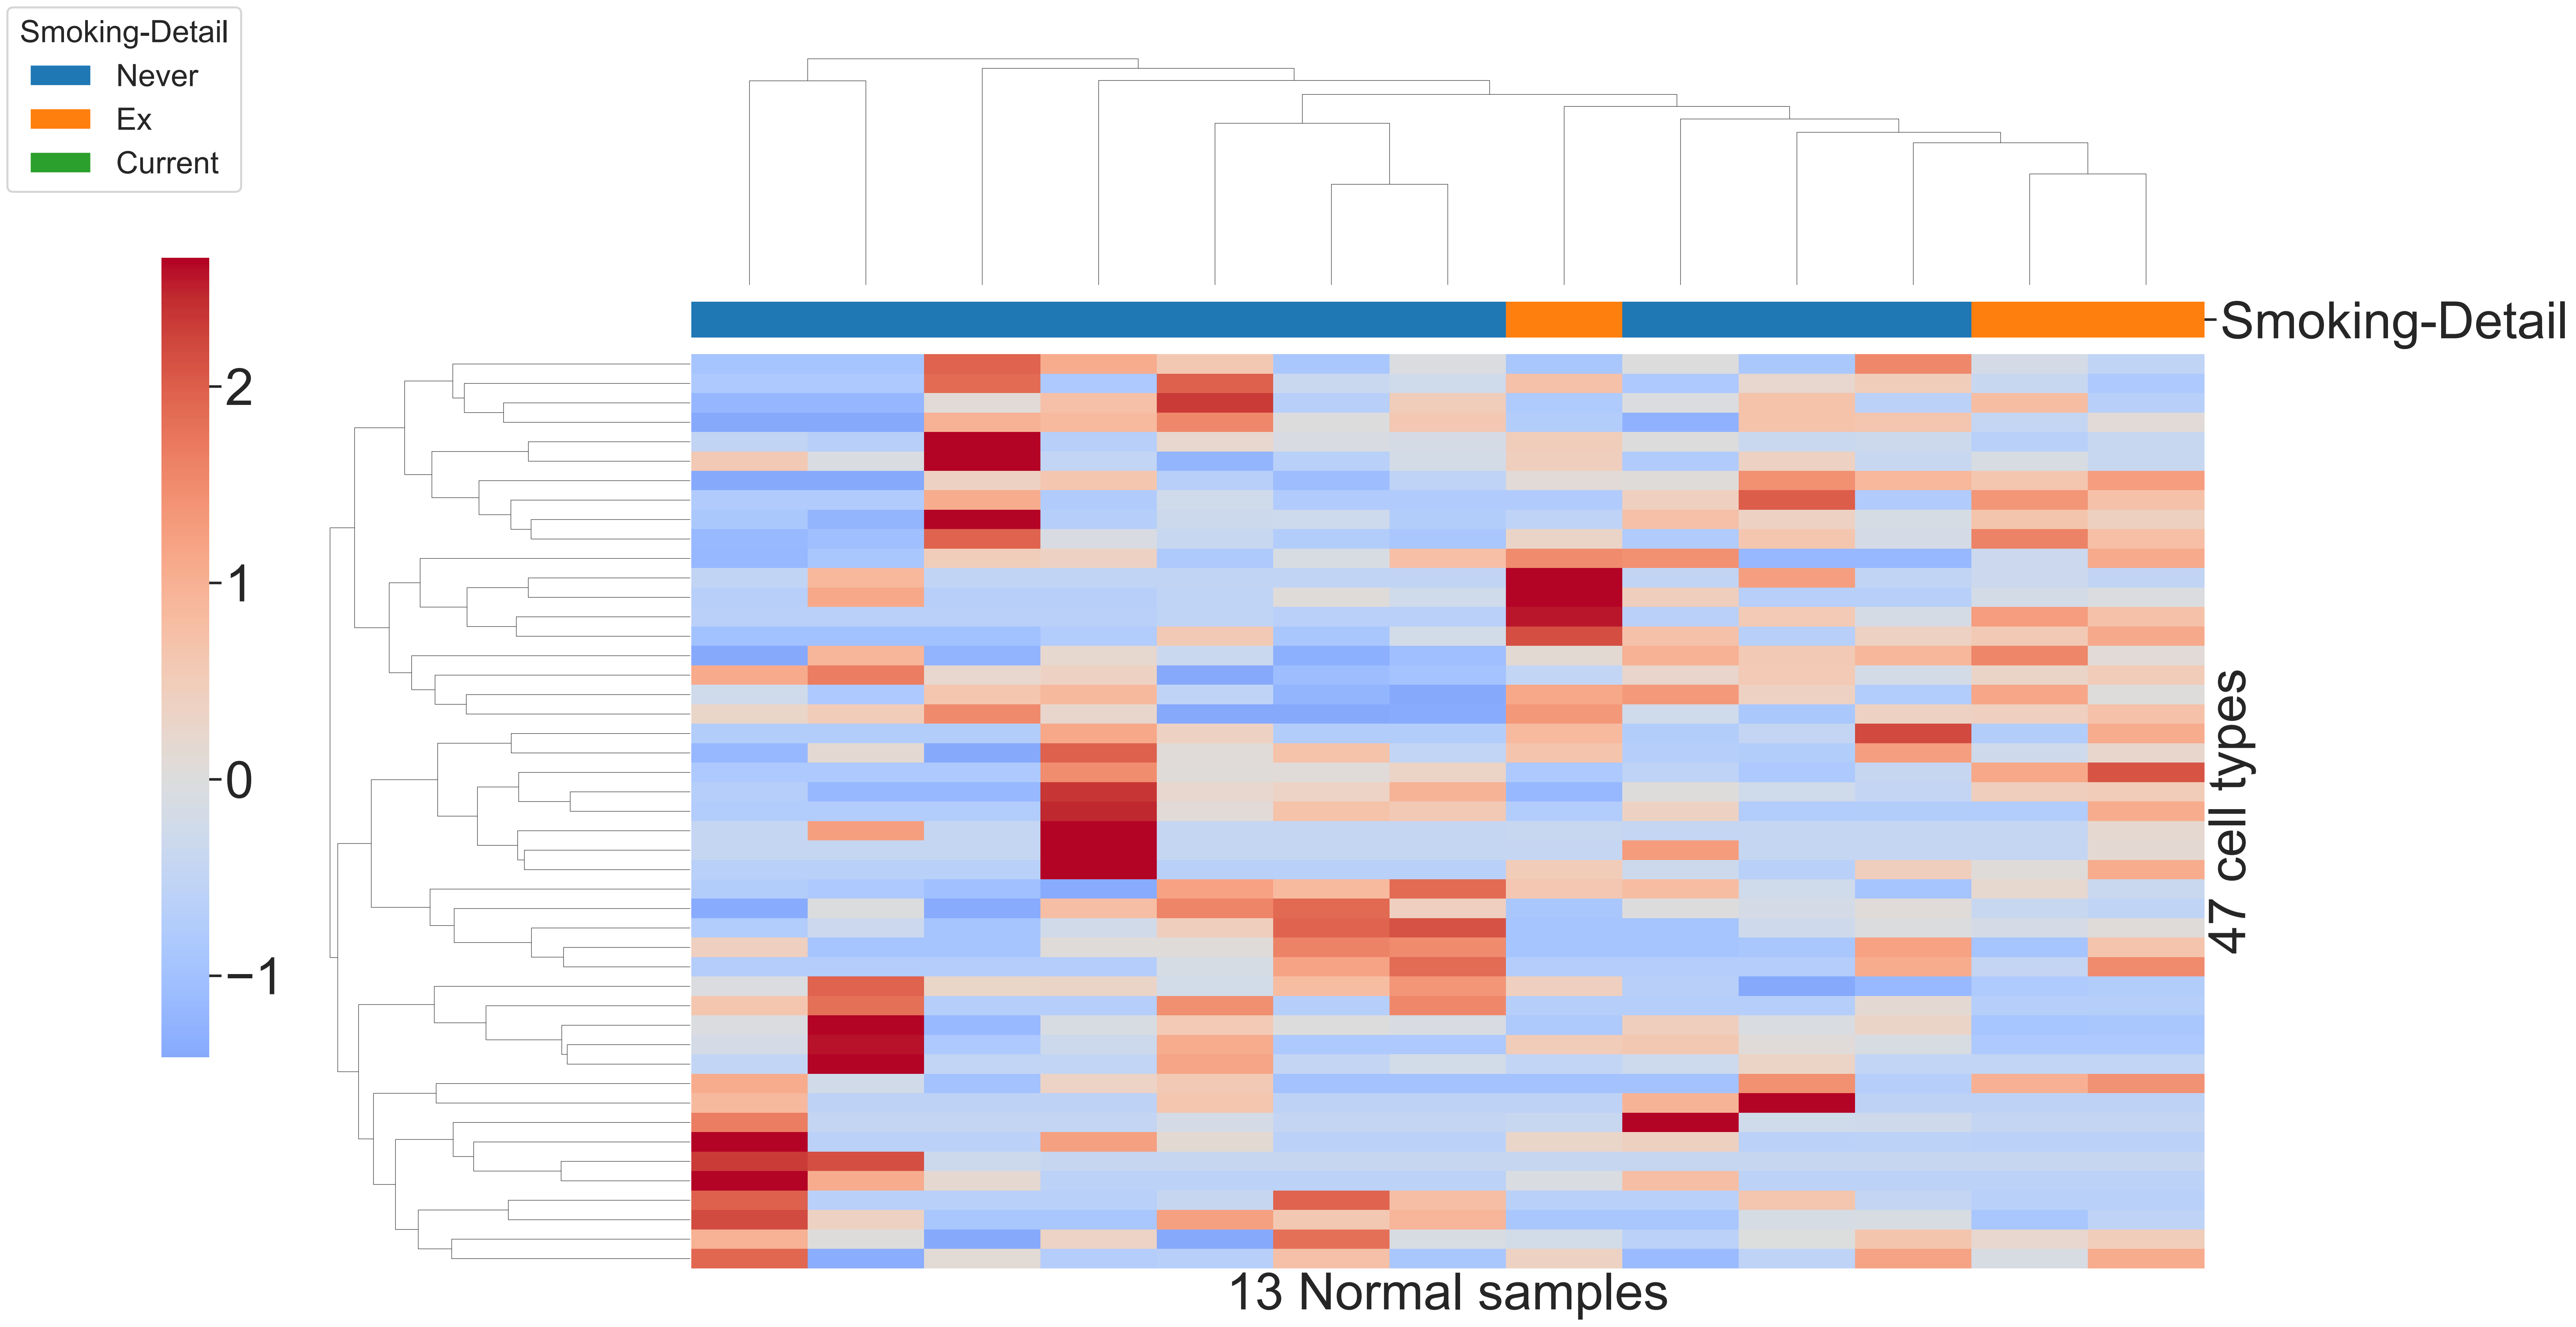 Smoking-Detail
Never
Ex
Current
Smoking-Detail
2
1
0
−1
47 cell types
13 Normal samples